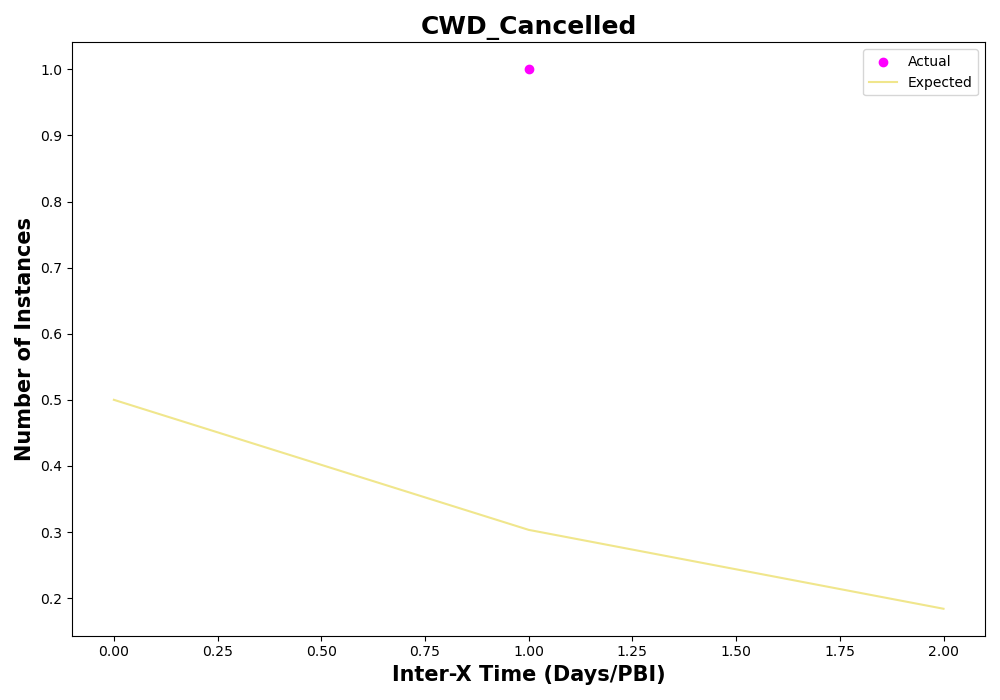 CWD_Cancelled
Actual
Expected
Number of Instances
1.0
0.9
0.8
0.7
0.6
0.5
0.4
0.3
0.2
0.00 0.25 0.50 0.75 1.00 1.25 1.50 1.75 2.00
Inter-X Time (Days/PBI)